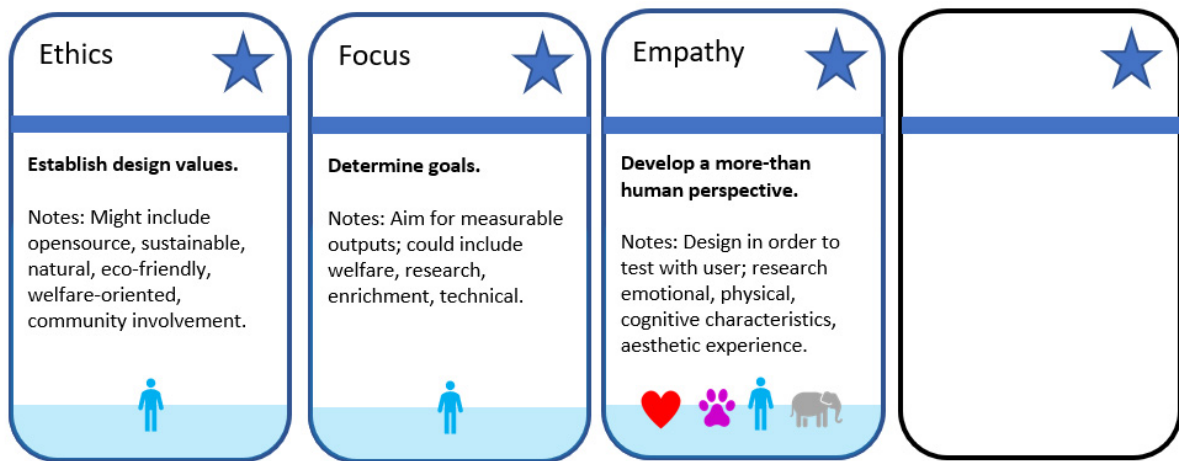 Ethics
Establish design values.
Notes: Might include
opensource, sustainable,
natural, eco-friendly,
welfare-oriented,
community involvement.
Focus
Determine goals.
Notes: Aim for measurable
outputs; could include
welfare, research,
enrichment, technical.
Empathy
Develop a more-than
human perspective.
Notes: Design in order to
test with user; research
emotional, physical,
cognitive characteristics,
aesthetic experience.